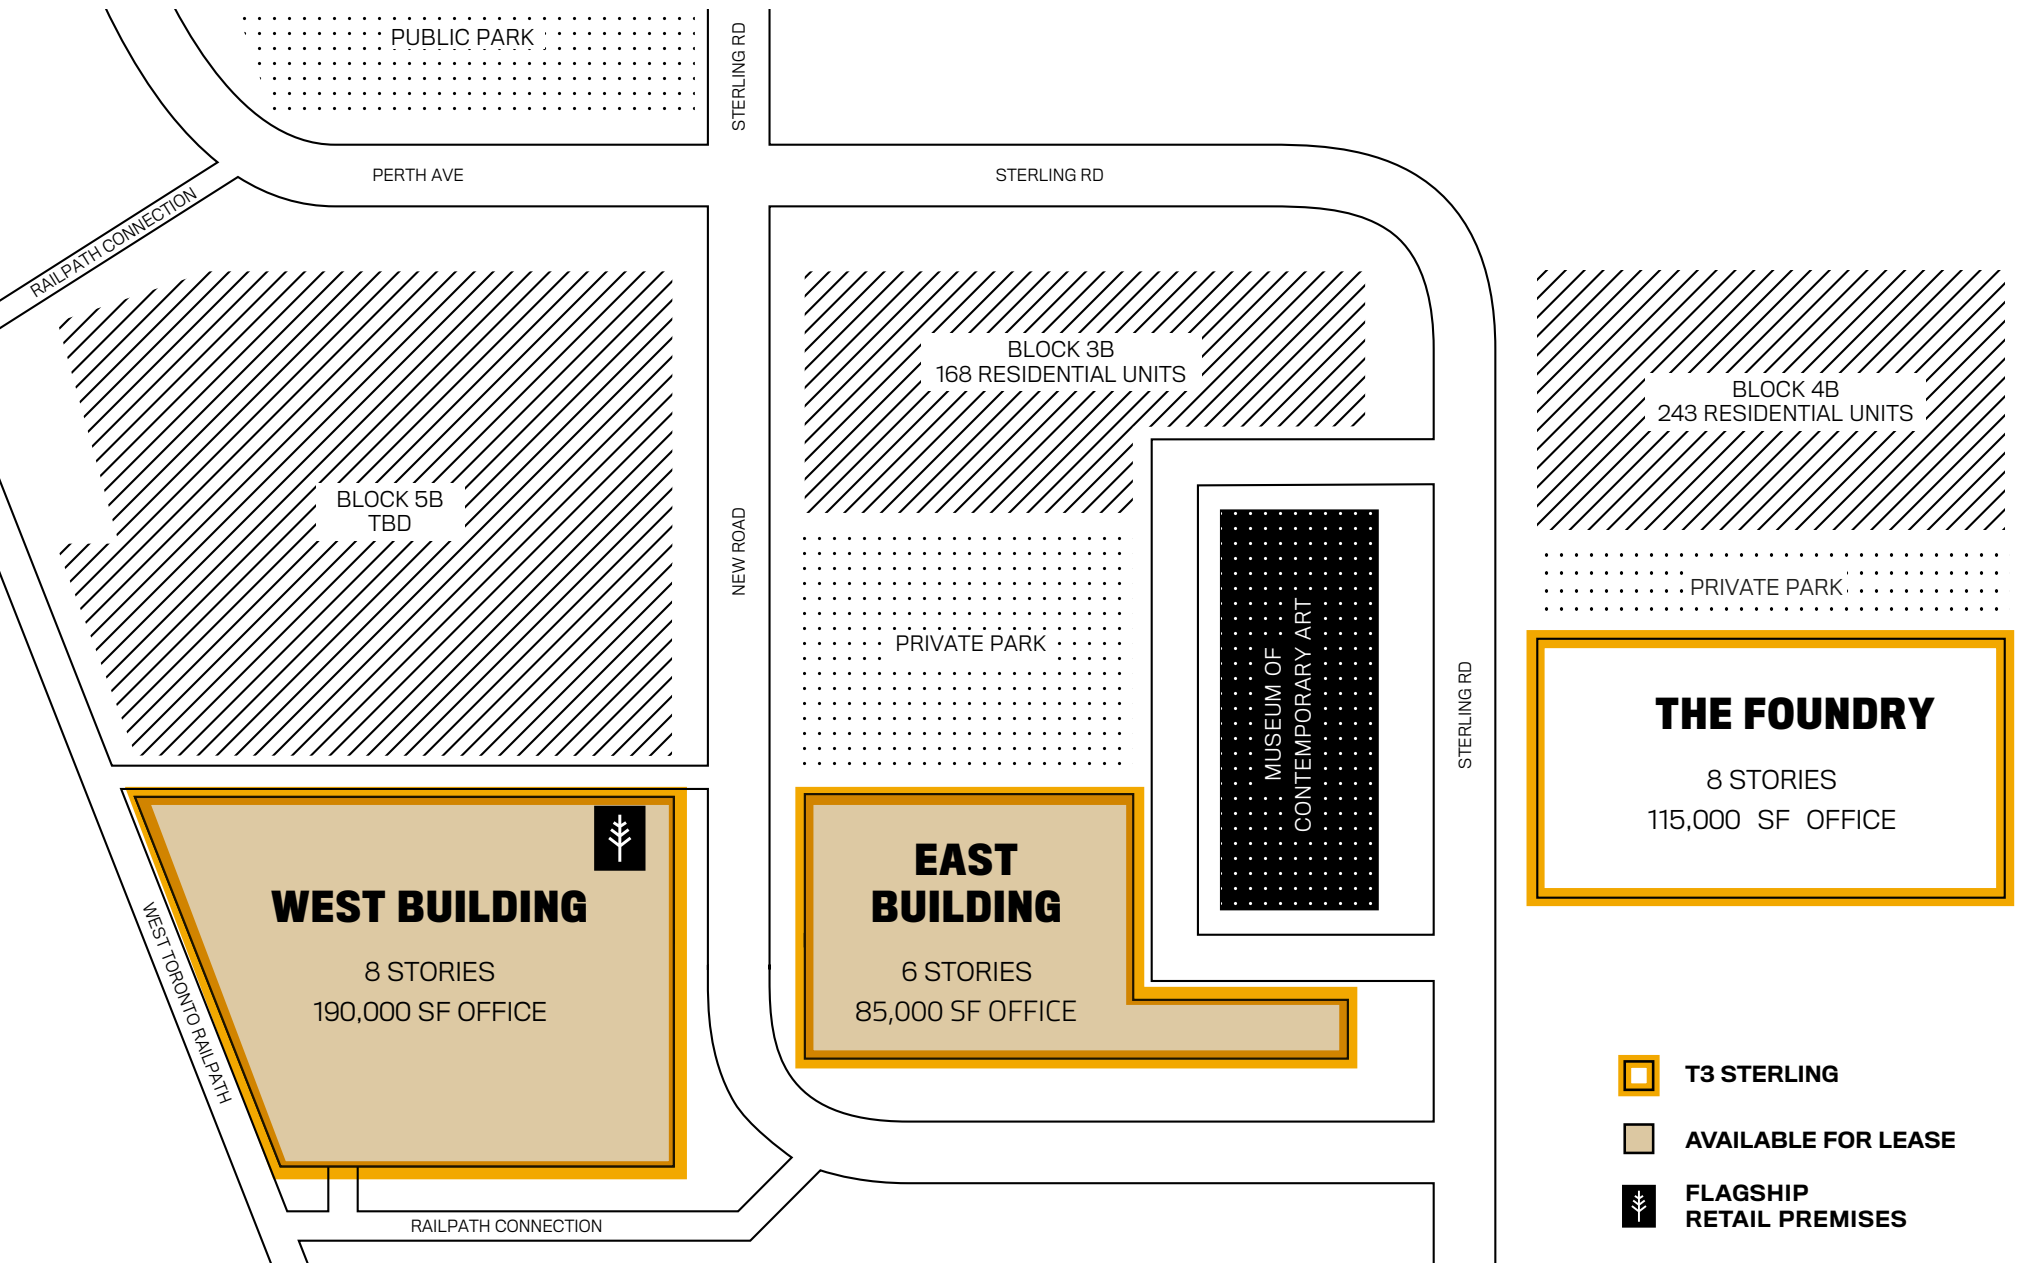 PUBLIC PARK
STERLING RD
PERTH AVE
STERLING RD
RAILPATH CONNECTION
BLOCK 5B
TBD
NEW ROAD
BLOCK 3B
168 RESIDENTIAL UNITS
BLOCK 4B
243 RESIDENTIAL UNITS
PRIVATE PARK
PRIVATE PARK
MUSEUM OF
CONTEMPORARY ART
STERLING RD
THE FOUNDRY
8 STORIES
115,000 SF OFFICE
WEST BUILDING
8 STORIES
190,000 SF OFFICE
EAST
BUILDING
6 STORIES
85,000 SF OFFICE
WEST TORONTO RAILPATH
RAILPATH CONNECTION
T3 STERLING
AVAILABLE FOR LEASE
FLAGSHIP
RETAIL PREMISES